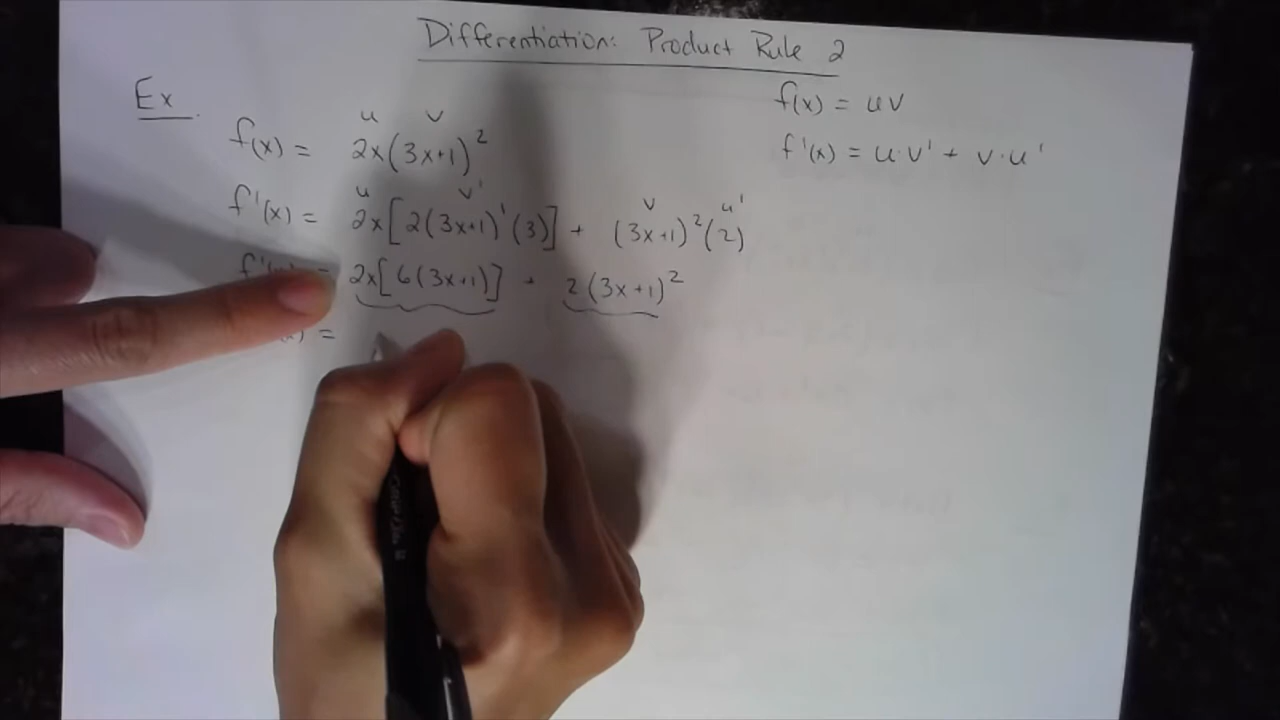 Differentiation: Product Rule 2
Ex.
f(x) = uv
f'(x) = u·v' + v·u'
u v
f(x) = 2x(3x+1)²
u v' v u'
f'(x) = 2x[2(3x+1)¹(3)] + (3x+1)²(2)
= 2x[6(3x+1)] + 2(3x+1)²
=